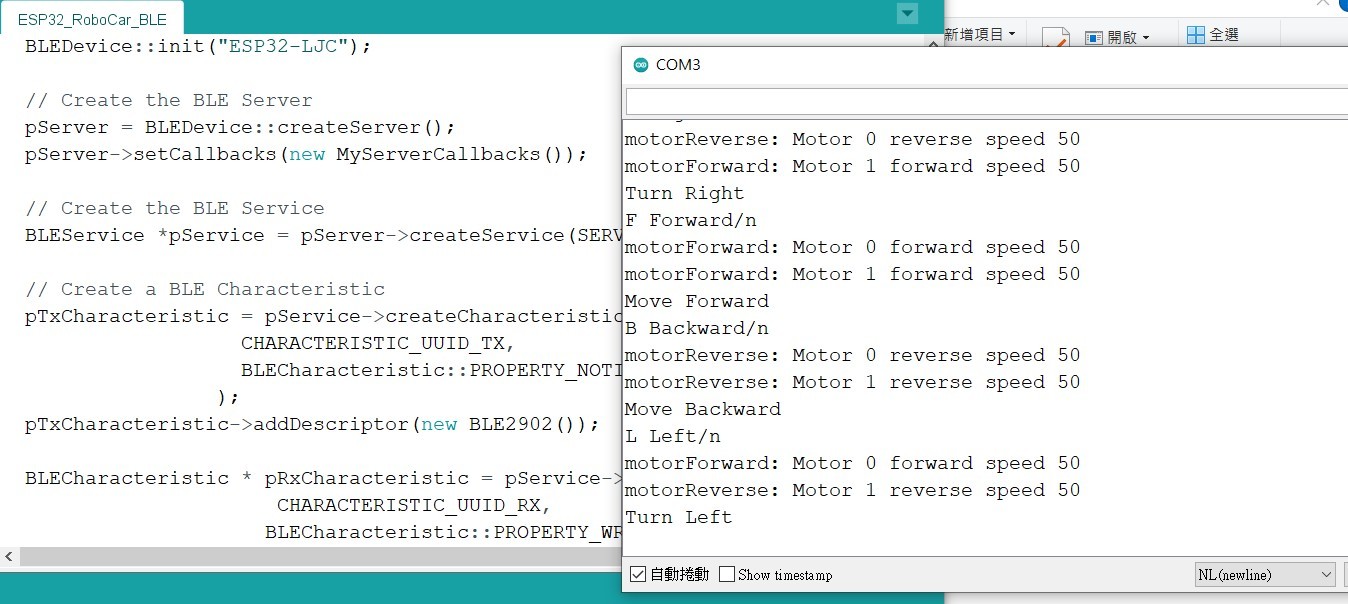 ESP32_RoboCar_BLE
BLEDevice::init("ESP32-LJC");
// Create the BLE Server
pServer = BLEDevice::createServer();
pServer->setCallbacks(new MyServerCallbacks());
// Create the BLE Service
BLEService *pService = pServer->createService(SERV
// Create a BLE Characteristic
pTxCharacteristic = pService->createCharacteristic
CHARACTERISTIC_UUID_TX,
BLECharacteristic::PROPERTY_NOTI
);
pTxCharacteristic->addDescriptor(new BLE2902());
BLECharacteristic * pRxCharacteristic = pService->
CHARACTERISTIC_UUID_RX,
BLECharacteristic::PROPERTY_WR
新增項目
開啟
全選
COM3
motorReverse: Motor 0 reverse speed 50
motorForward: Motor 1 forward speed 50
Turn Right
F Forward/n
motorForward: Motor 0 forward speed 50
motorForward: Motor 1 forward speed 50
Move Forward
B Backward/n
motorReverse: Motor 0 reverse speed 50
motorReverse: Motor 1 reverse speed 50
Move Backward
L Left/n
motorForward: Motor 0 forward speed 50
motorReverse: Motor 1 reverse speed 50
Turn Left
自動捲動 Show timestamp NL(newline)